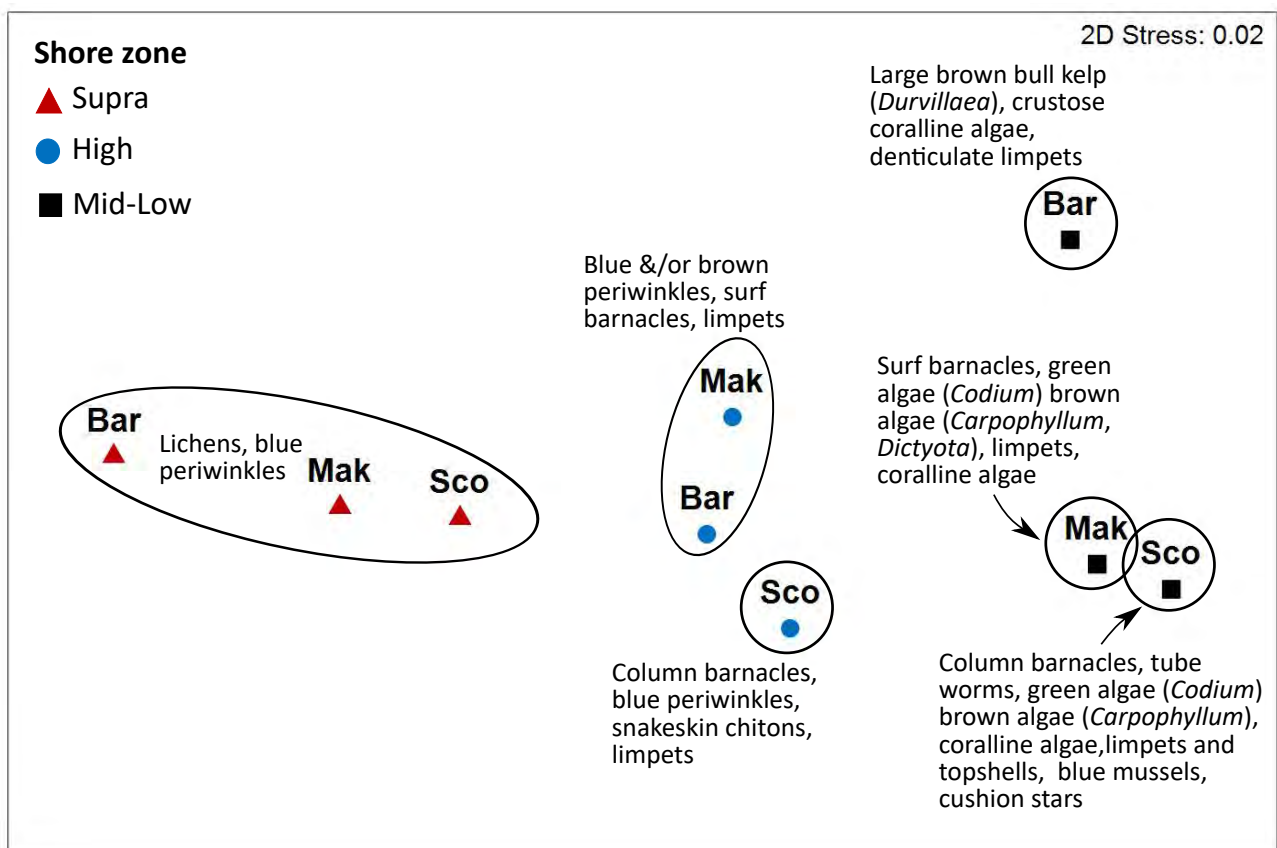 2D Stress: 0.02
Shore zone
Supra
High
Mid-Low
Large brown bull kelp
(Durvillaea), crustose
coralline algae,
denticulate limpets
Bar
Blue &/or brown
periwinkles, surf
barnacles, limpets
Mak
Bar
Surf barnacles, green
algae (Codium) brown
algae (Carpophyllum,
Dictyota), limpets,
coralline algae
Bar
Lichens, blue
periwinkles
Mak
Sco
Mak
Sco
Sco
Column barnacles,
blue periwinkles,
snakeskin chitons,
limpets
Column barnacles, tube
worms, green algae (Codium)
brown algae (Carpophyllum),
coralline algae,limpets and
topshells, blue mussels,
cushion stars